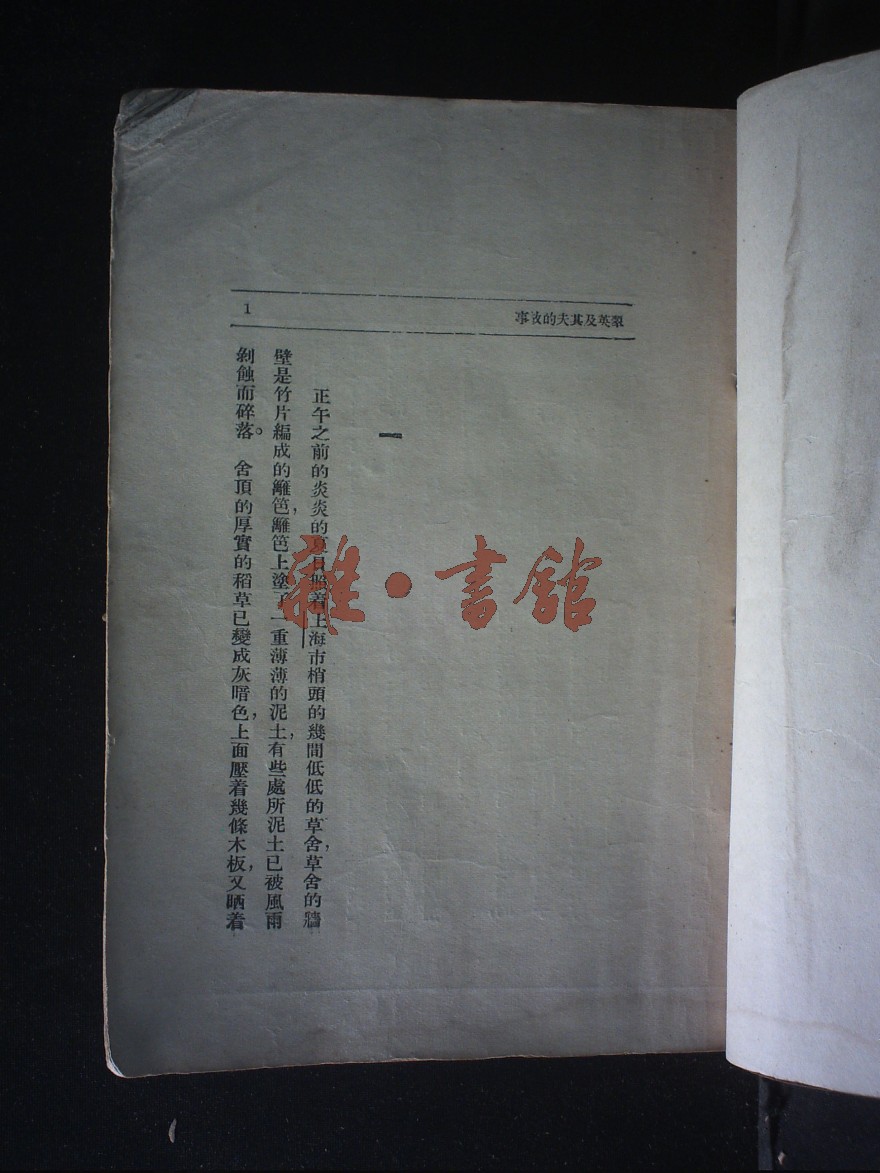 翠英及其夫的故事
1
一
正午之前的炎炎的夏日照着上海市梢頭的幾間低低的草舍，草舍的牆
壁是竹片編成的籬笆，籬笆上塗了一重薄薄的泥土，有些處所泥土已被風雨
剝蝕而碎落。舍頂的厚實的稻草已變成灰暗色，上面壓着幾條木板，又晒着
雜·書館